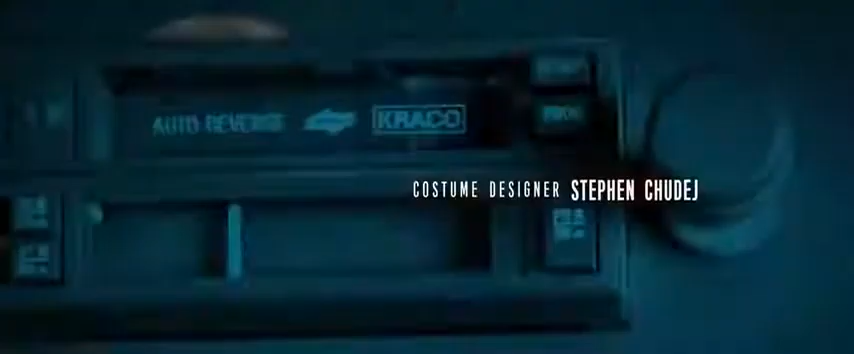 AUTO REVERSE KRACO
COSTUME DESIGNER STEPHEN CHUDEJ